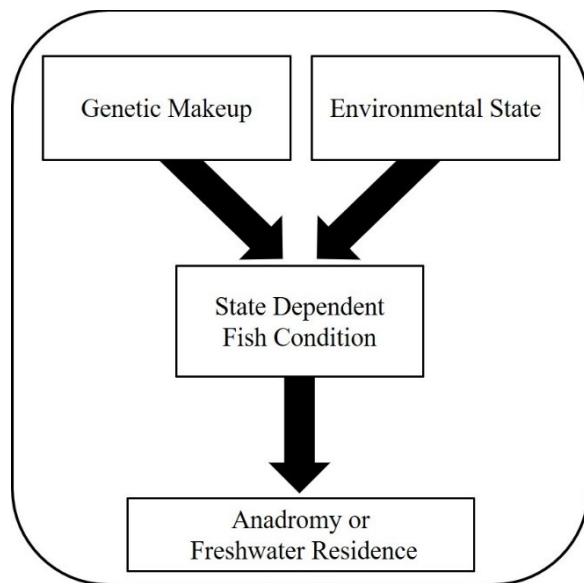 Genetic Makeup
Environmental State
State Dependent
Fish Condition
Anadromy or
Freshwater Residence